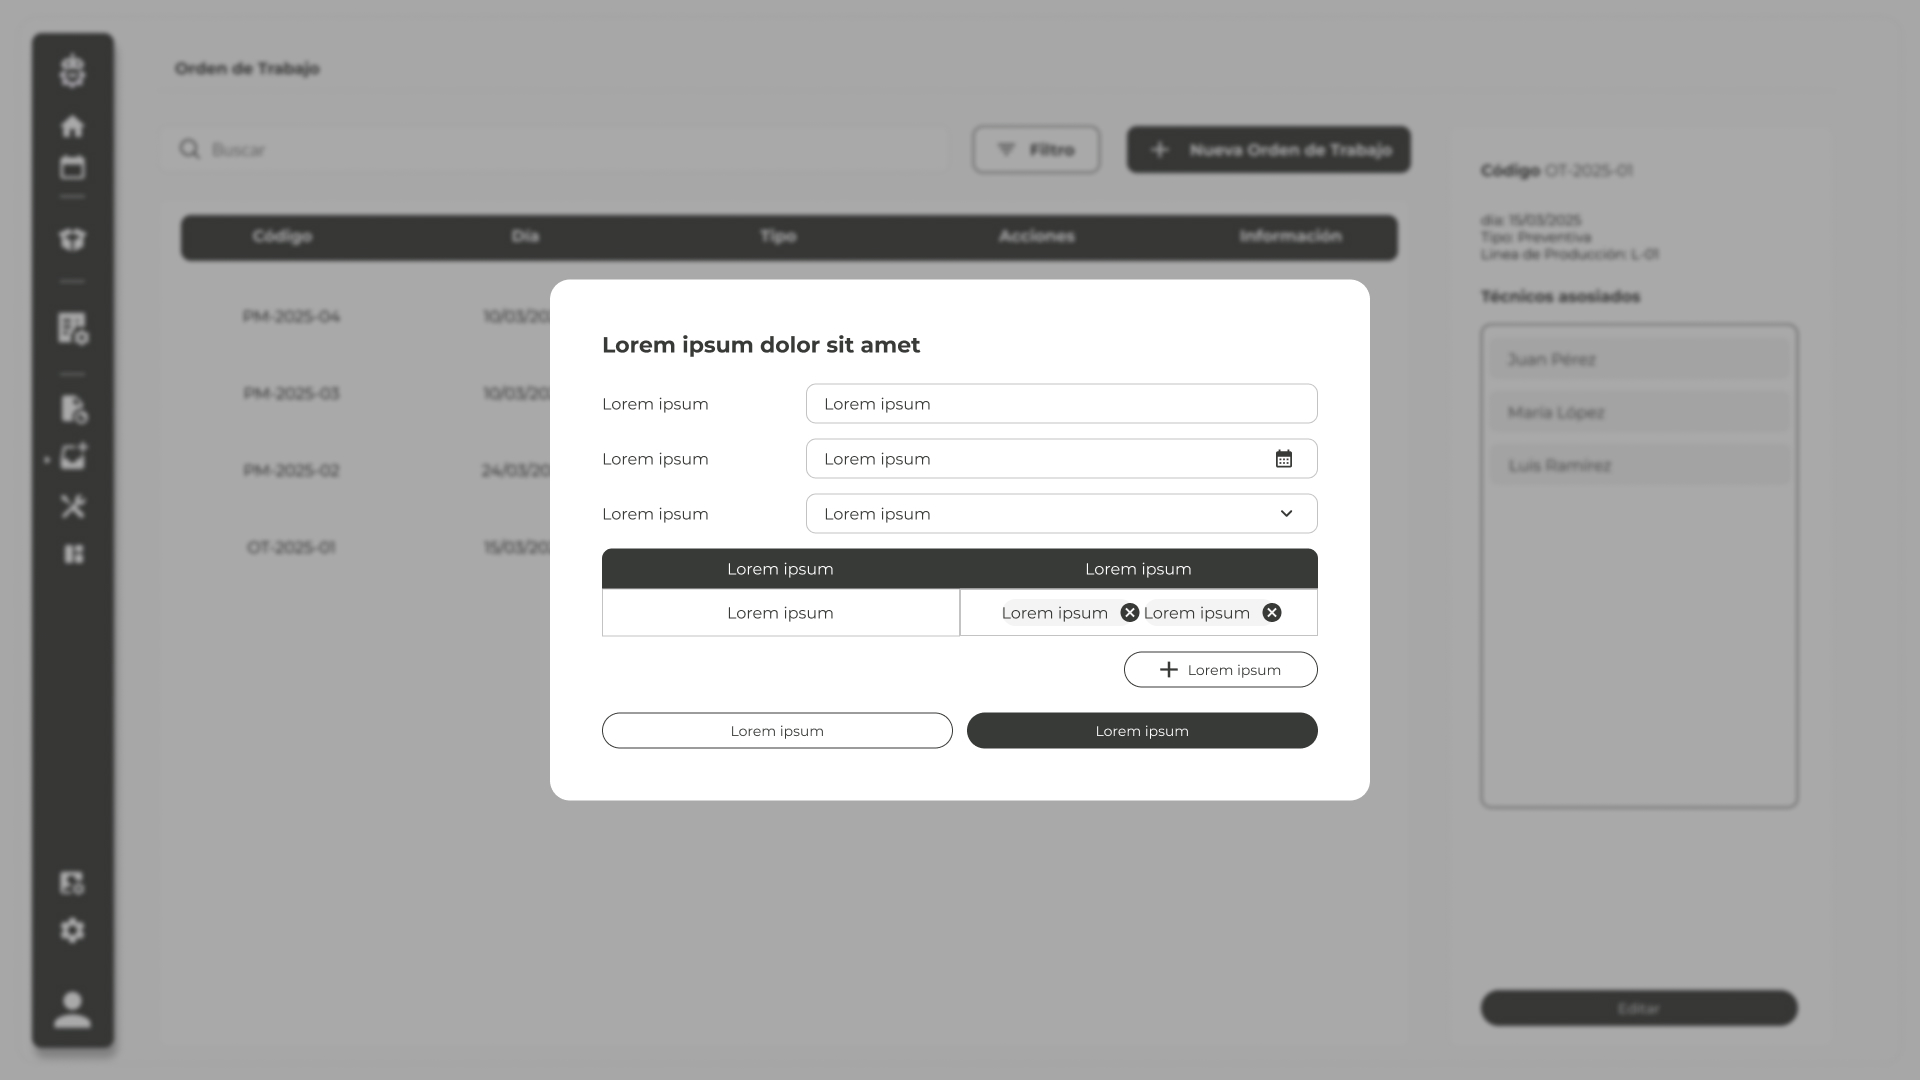 Orden de Trabajo
Buscar
Filtro
Nueva Orden de Trabajo
Código OT-2025-01
Código Día Tipo Acciones Información
día: 15/03/2025
Tipo: Preventiva
Línea de Producción: L-01
Técnicos asosiados
PM-2025-04 10/03/20
Juan Pérez
PM-2025-03 10/03/20
María López
PM-2025-02 24/03/20
Luis Ramírez
OT-2025-01 15/03/20
Lorem ipsum dolor sit amet
Lorem ipsum Lorem ipsum
Lorem ipsum Lorem ipsum
Lorem ipsum Lorem ipsum
Lorem ipsum Lorem ipsum
Lorem ipsum Lorem ipsum Lorem ipsum
Lorem ipsum
Lorem ipsum Lorem ipsum
Editar